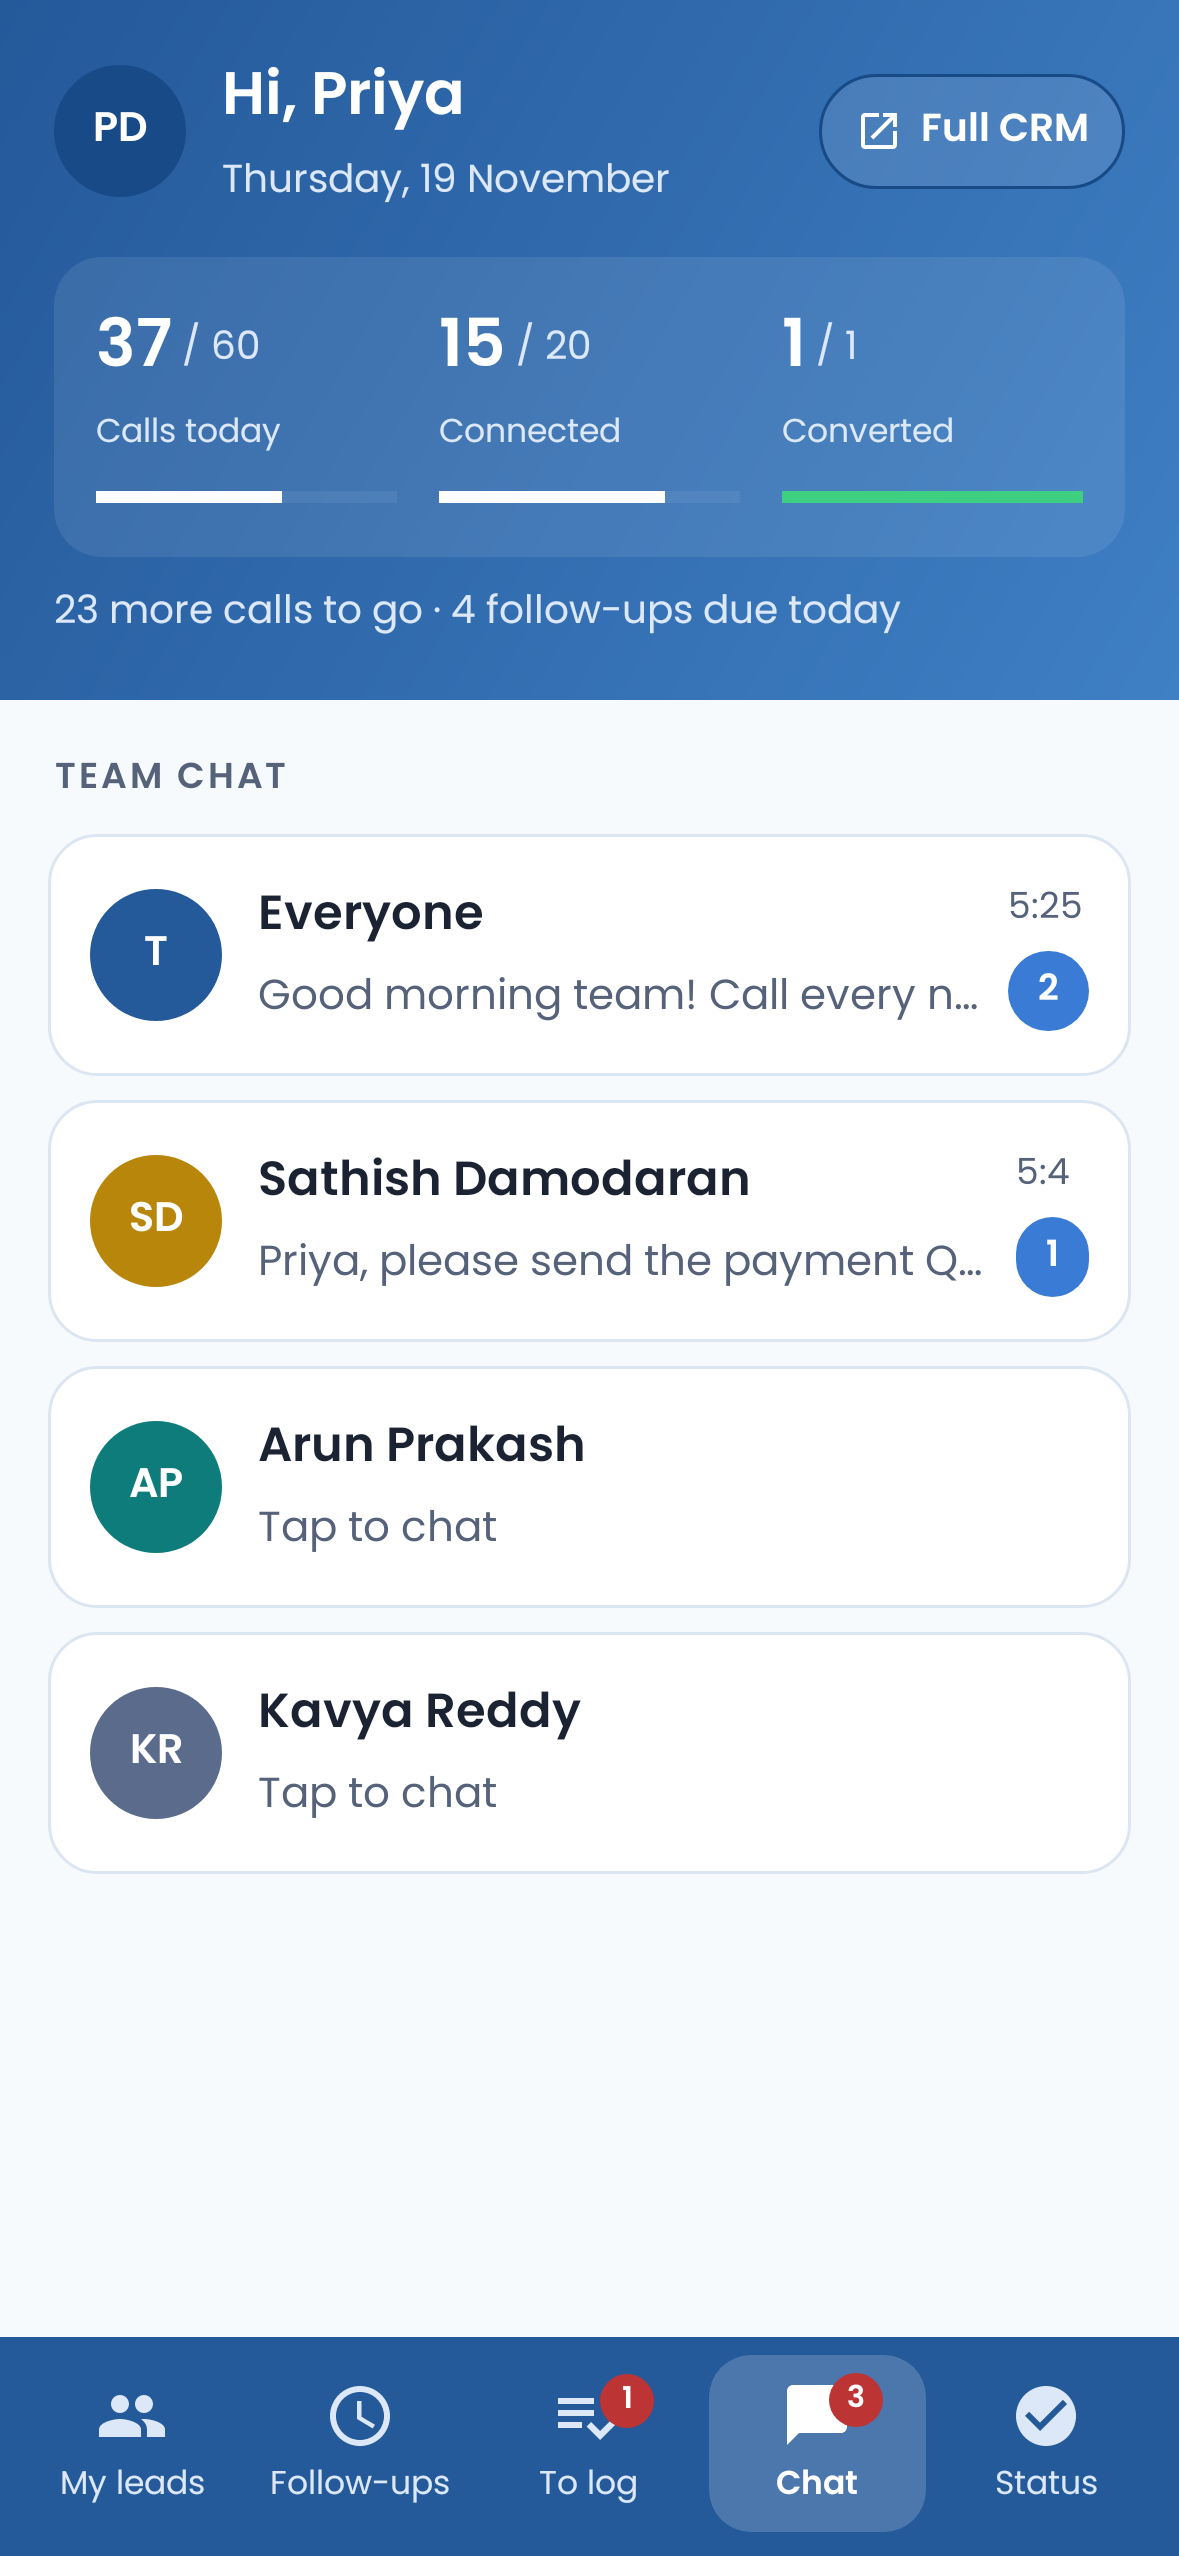 PD
Hi, Priya
Thursday, 19 November
Full CRM
37 / 60
Calls today
15 / 20
Connected
1 / 1
Converted
23 more calls to go · 4 follow-ups due today
TEAM CHAT
T
Everyone
5:25
Good morning team! Call every n...
2
SD
Sathish Damodaran
5:4
Priya, please send the payment Q...
1
AP
Arun Prakash
Tap to chat
KR
Kavya Reddy
Tap to chat
My leads
Follow-ups
1
To log
3
Chat
Status